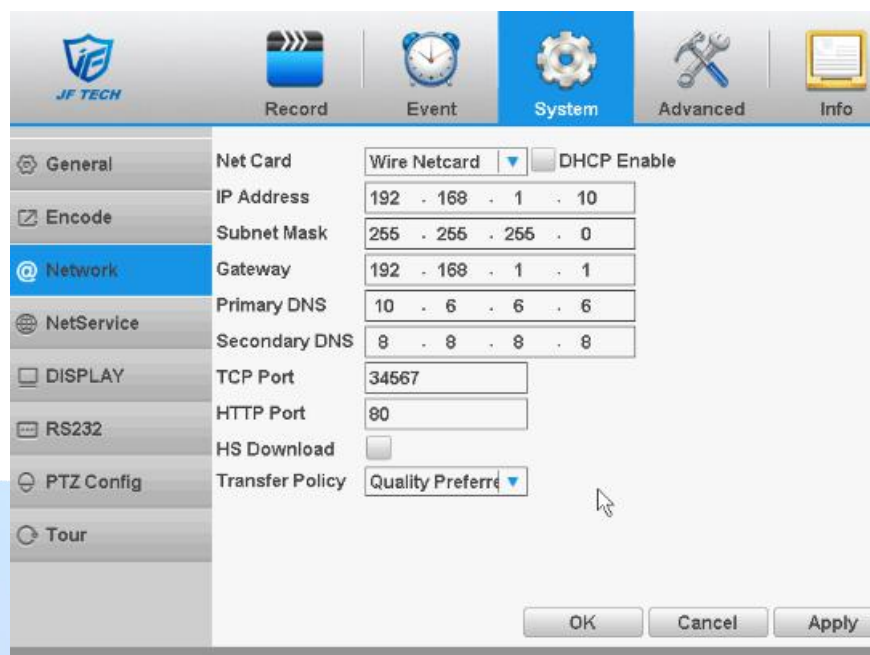 JF TECH
Record
Event
System
Advanced
Info
General
Encode
@ Network
NetService
DISPLAY
RS232
PTZ Config
Tour
Net Card Wire Netcard DHCP Enable
IP Address 192 . 168 . 1 . 10
Subnet Mask 255 . 255 . 255 . 0
Gateway 192 . 168 . 1 . 1
Primary DNS 10 . 6 . 6 . 6
Secondary DNS 8 . 8 . 8 . 8
TCP Port 34567
HTTP Port 80
HS Download
Transfer Policy Quality Preferre
OK Cancel Apply